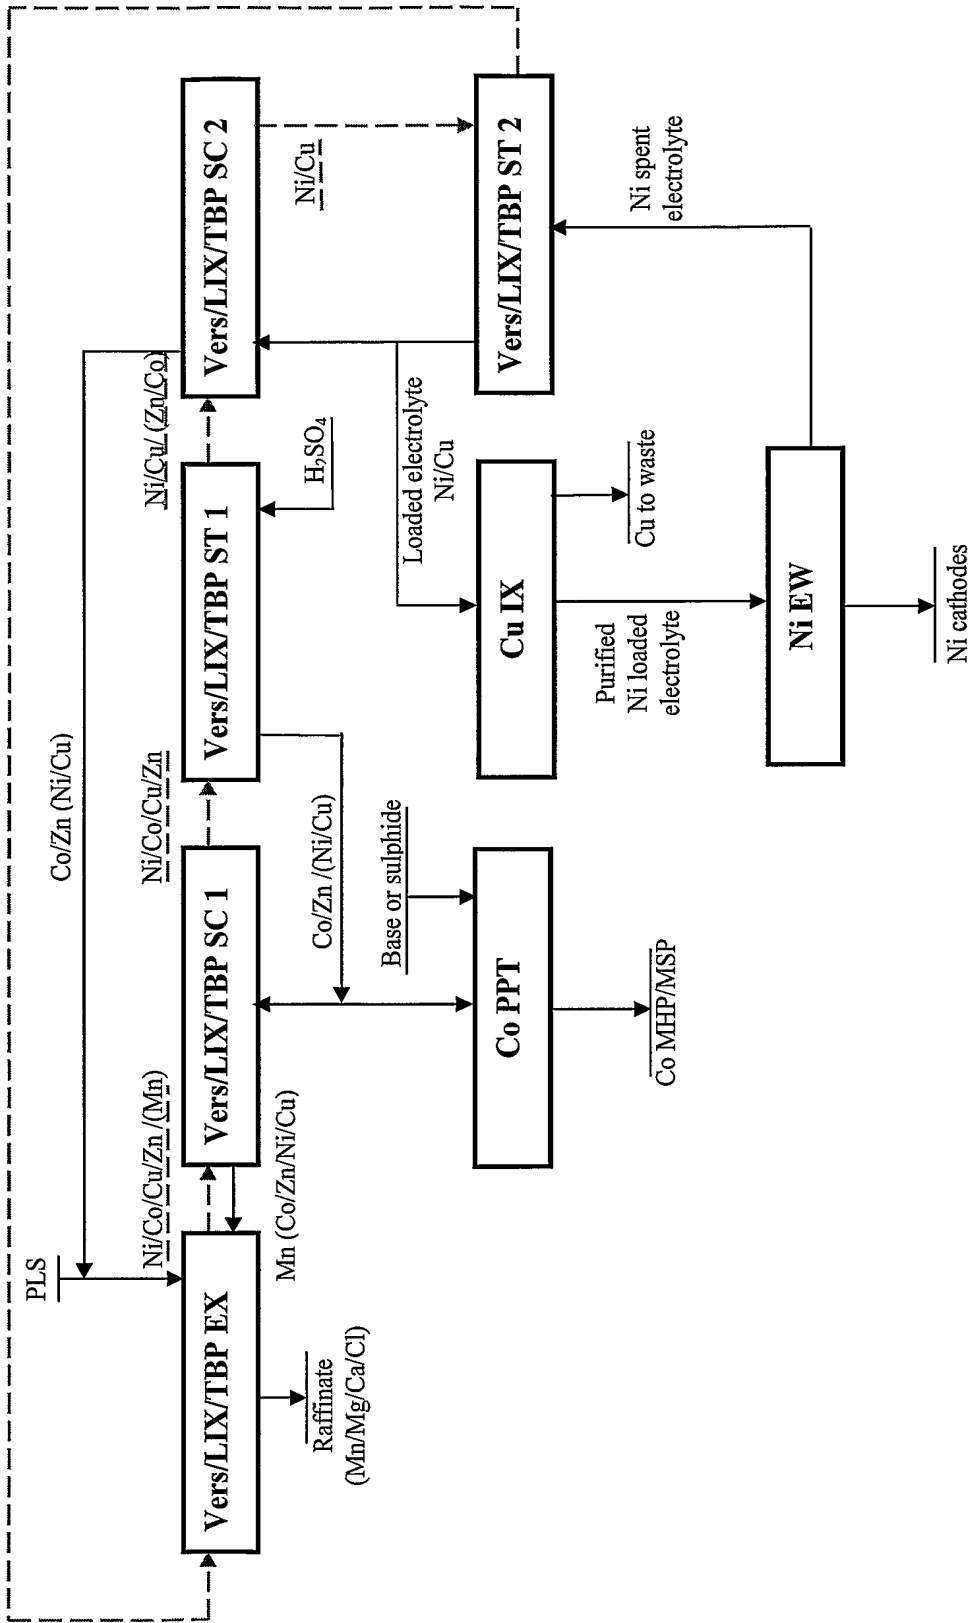 Co/Zn (Ni/Cu)
PLS
Ni/Co/Cu/Zn /(Mn)
Ni/Co/Cu/Zn
Ni/Cu/ (Zn/Co)
Vers/LIX/TBP EX
Vers/LIX/TBP SC 1
Vers/LIX/TBP ST 1
Vers/LIX/TBP SC 2
Mn (Co/Zn/Ni/Cu)
Raffinate
(Mn/Mg/Ca/Cl)
Co/Zn /(Ni/Cu)
H₂SO₄
Ni/Cu
Base or sulphide
Loaded electrolyte
Ni/Cu
Co PPT
Cu IX
Vers/LIX/TBP ST 2
Co MHP/MSP
Purified
Ni loaded
electrolyte
Cu to waste
Ni spent
electrolyte
Ni EW
Ni cathodes